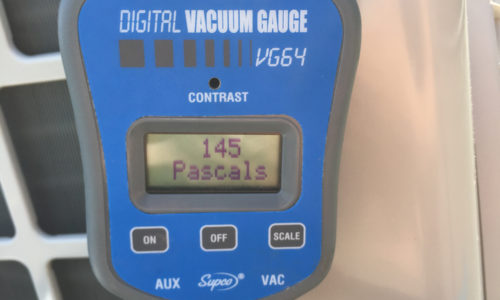 DIGITAL VACUUM GAUGE
VG64
CONTRAST
145
Pascals
ON OFF SCALE
AUX Supco® VAC